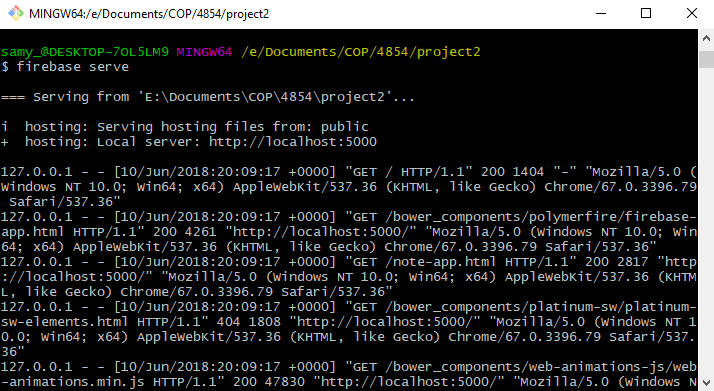 MINGW64:/e/Documents/COP/4854/project2
samy_@DESKTOP-7OL5LM9 MINGW64 /e/Documents/COP/4854/project2
$ firebase serve
=== Serving from 'E:\Documents\COP\4854\project2'...
i  hosting: Serving hosting files from: public
+  hosting: Local server: http://localhost:5000
127.0.0.1 - - [10/Jun/2018:20:09:17 +0000] "GET / HTTP/1.1" 200 1404 "-" "Mozilla/5.0 (
Windows NT 10.0; Win64; x64) AppleWebKit/537.36 (KHTML, like Gecko) Chrome/67.0.3396.79
 Safari/537.36"
127.0.0.1 - - [10/Jun/2018:20:09:17 +0000] "GET /bower_components/polymerfire/firebase-
app.html HTTP/1.1" 200 4261 "http://localhost:5000/" "Mozilla/5.0 (Windows NT 10.0; Win
64; x64) AppleWebKit/537.36 (KHTML, like Gecko) Chrome/67.0.3396.79 Safari/537.36"
127.0.0.1 - - [10/Jun/2018:20:09:17 +0000] "GET /note-app.html HTTP/1.1" 200 2817 "http
://localhost:5000/" "Mozilla/5.0 (Windows NT 10.0; Win64; x64) AppleWebKit/537.36 (KHTM
L, like Gecko) Chrome/67.0.3396.79 Safari/537.36"
127.0.0.1 - - [10/Jun/2018:20:09:17 +0000] "GET /bower_components/platinum-sw/platinum-
sw-elements.html HTTP/1.1" 404 1808 "http://localhost:5000/" "Mozilla/5.0 (Windows NT 1
0.0; Win64; x64) AppleWebKit/537.36 (KHTML, like Gecko) Chrome/67.0.3396.79 Safari/537.
36"
127.0.0.1 - - [10/Jun/2018:20:09:17 +0000] "GET /bower_components/web-animations-js/web
-animations.min.js HTTP/1.1" 200 47830 "http://localhost:5000/" "Mozilla/5.0 (Windows N